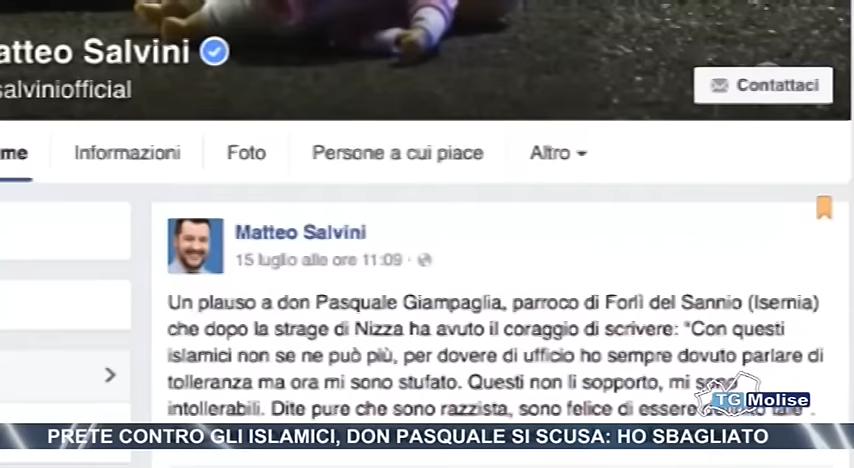 atteo Salvini
salviniofficial
Contattaci
me Informazioni Foto Persone a cui piace Altro
Matteo Salvini
15 luglio alle ore 11:09
Un plauso a don Pasquale Giampaglia, parroco di Forlì del Sannio (Isernia)
che dopo la strage di Nizza ha avuto il coraggio di scrivere: "Con questi
islamici non se ne può più, per dovere di ufficio ho sempre dovuto parlare di
tolleranza ma ora mi sono stufato. Questi non li sopporto, mi sono
intollerabili. Dite pure che sono razzista, sono felice di essere
TG Molise
PRETE CONTRO GLI ISLAMICI, DON PASQUALE SI SCUSA: HO SBAGLIATO